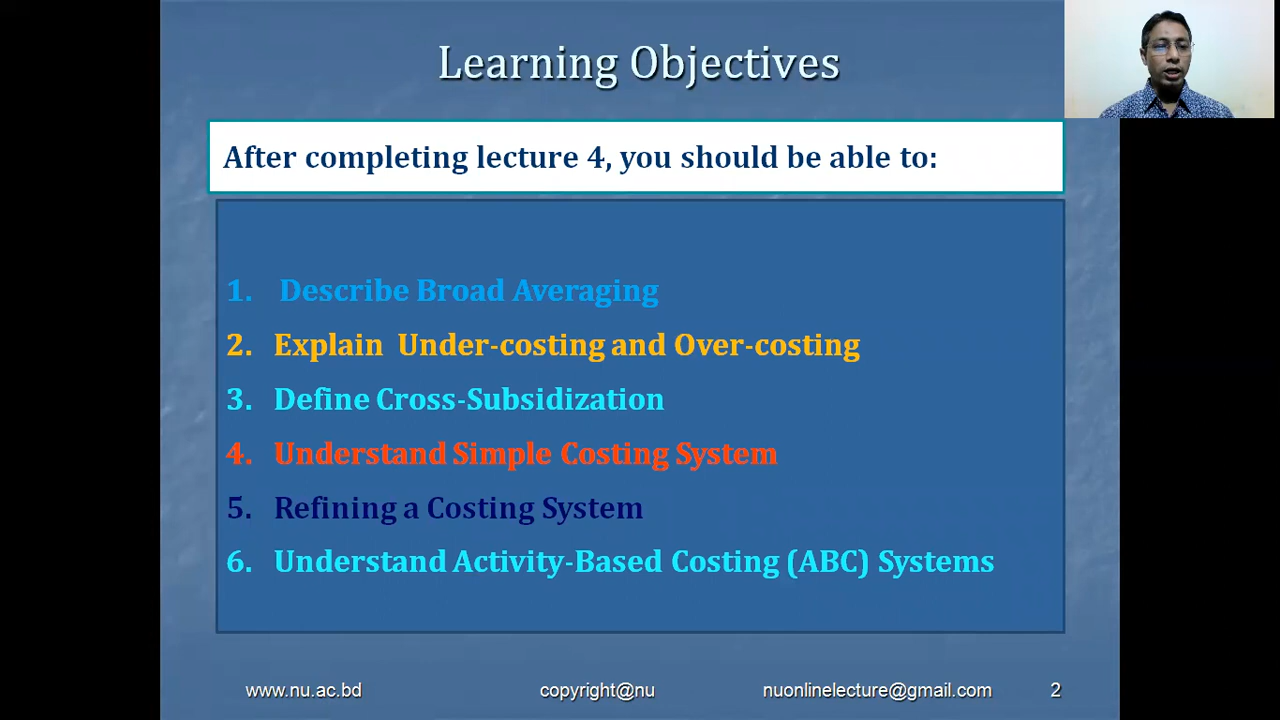 Learning Objectives
After completing lecture 4, you should be able to:
1. Describe Broad Averaging
2. Explain Under-costing and Over-costing
3. Define Cross-Subsidization
4. Understand Simple Costing System
5. Refining a Costing System
6. Understand Activity-Based Costing (ABC) Systems
www.nu.ac.bd copyright@nu nuonlinelecture@gmail.com 2